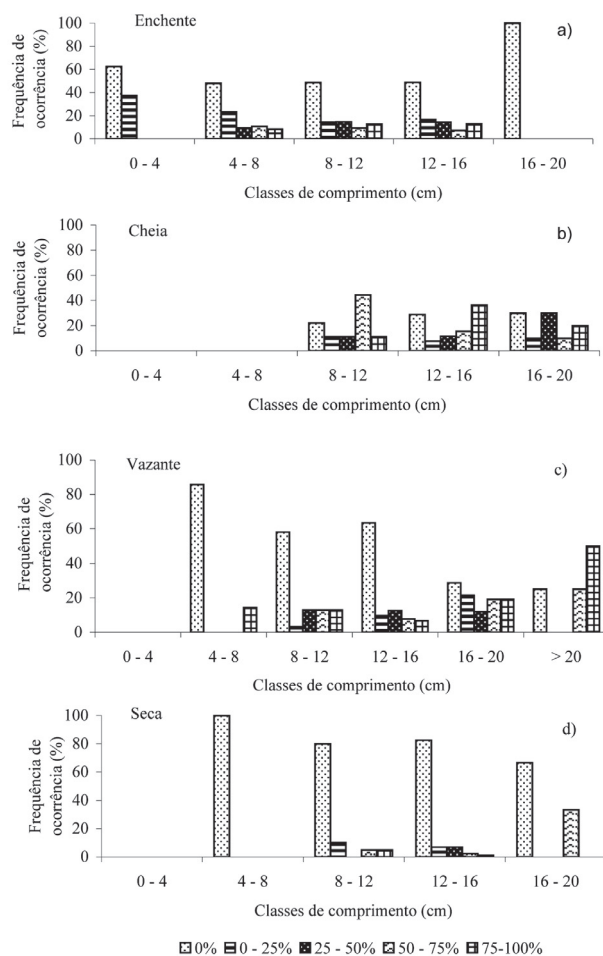 Enchente
a)
Frequência de
ocorrência (%)
100
80
60
40
20
0
0 - 4
4 - 8
8 - 12
12 - 16
16 - 20
Classes de comprimento (cm)
Cheia
b)
Frequência de
ocorrência (%)
100
80
60
40
20
0
0 - 4
4 - 8
8 - 12
12 - 16
16 - 20
Classes de comprimento (cm)
Vazante
c)
Frequência de
ocorrência (%)
100
80
60
40
20
0
0 - 4
4 - 8
8 - 12
12 - 16
16 - 20
> 20
Classes de comprimento (cm)
Seca
d)
Frequência de
ocorrência (%)
100
80
60
40
20
0
0 - 4
4 - 8
8 - 12
12 - 16
16 - 20
Classes de comprimento (cm)
0% 0 - 25% 25 - 50% 50 - 75% 75-100%